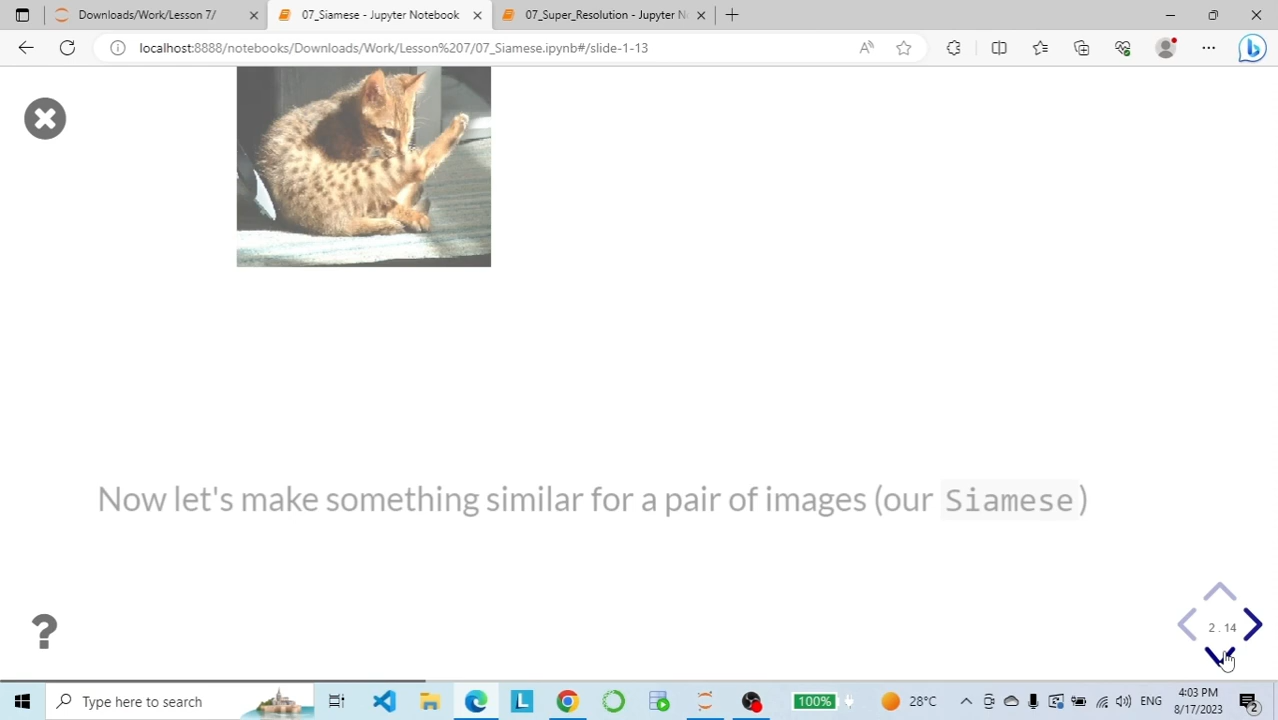 Downloads/Work/Lesson 7/
07_Siamese - Jupyter Notebook
07_Super_Resolution - Jupyter N
localhost:8888/notebooks/Downloads/Work/Lesson%207/07_Siamese.ipynb#/slide-1-13
Now let's make something similar for a pair of images (our Siamese)
?
2 . 14
Type here to search
L
100%
28°C
ENG
4:03 PM
8/17/2023
2